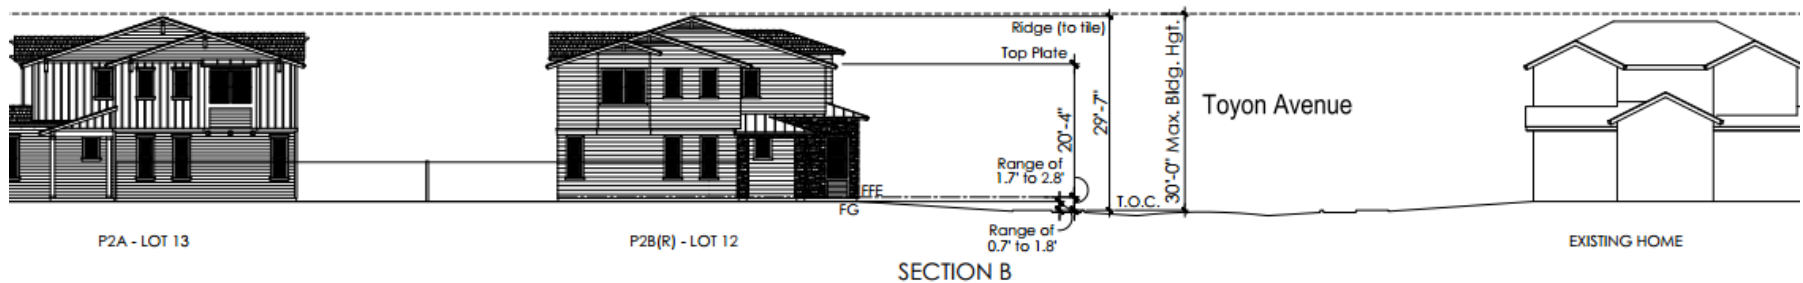 Ridge (to tile)
Top Plate
20'-4"
29'-7"
30'-0" Max. Bldg. Hgt.
Toyon Avenue
Range of
1.7' to 2.8'
FFE
FG
T.O.C.
Range of
0.7' to 1.8'
P2A - LOT 13
P2B(R) - LOT 12
EXISTING HOME
SECTION B